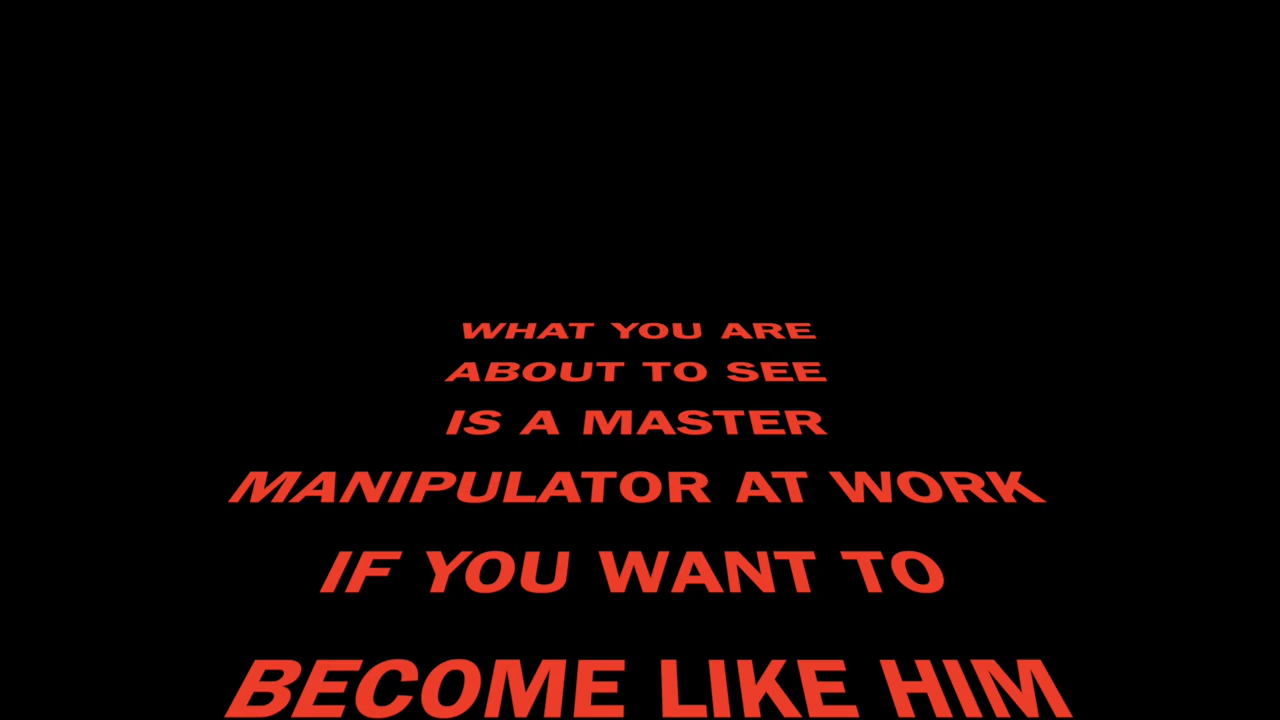 WHAT YOU ARE
ABOUT TO SEE
IS A MASTER
MANIPULATOR AT WORK
IF YOU WANT TO
BECOME LIKE HIM